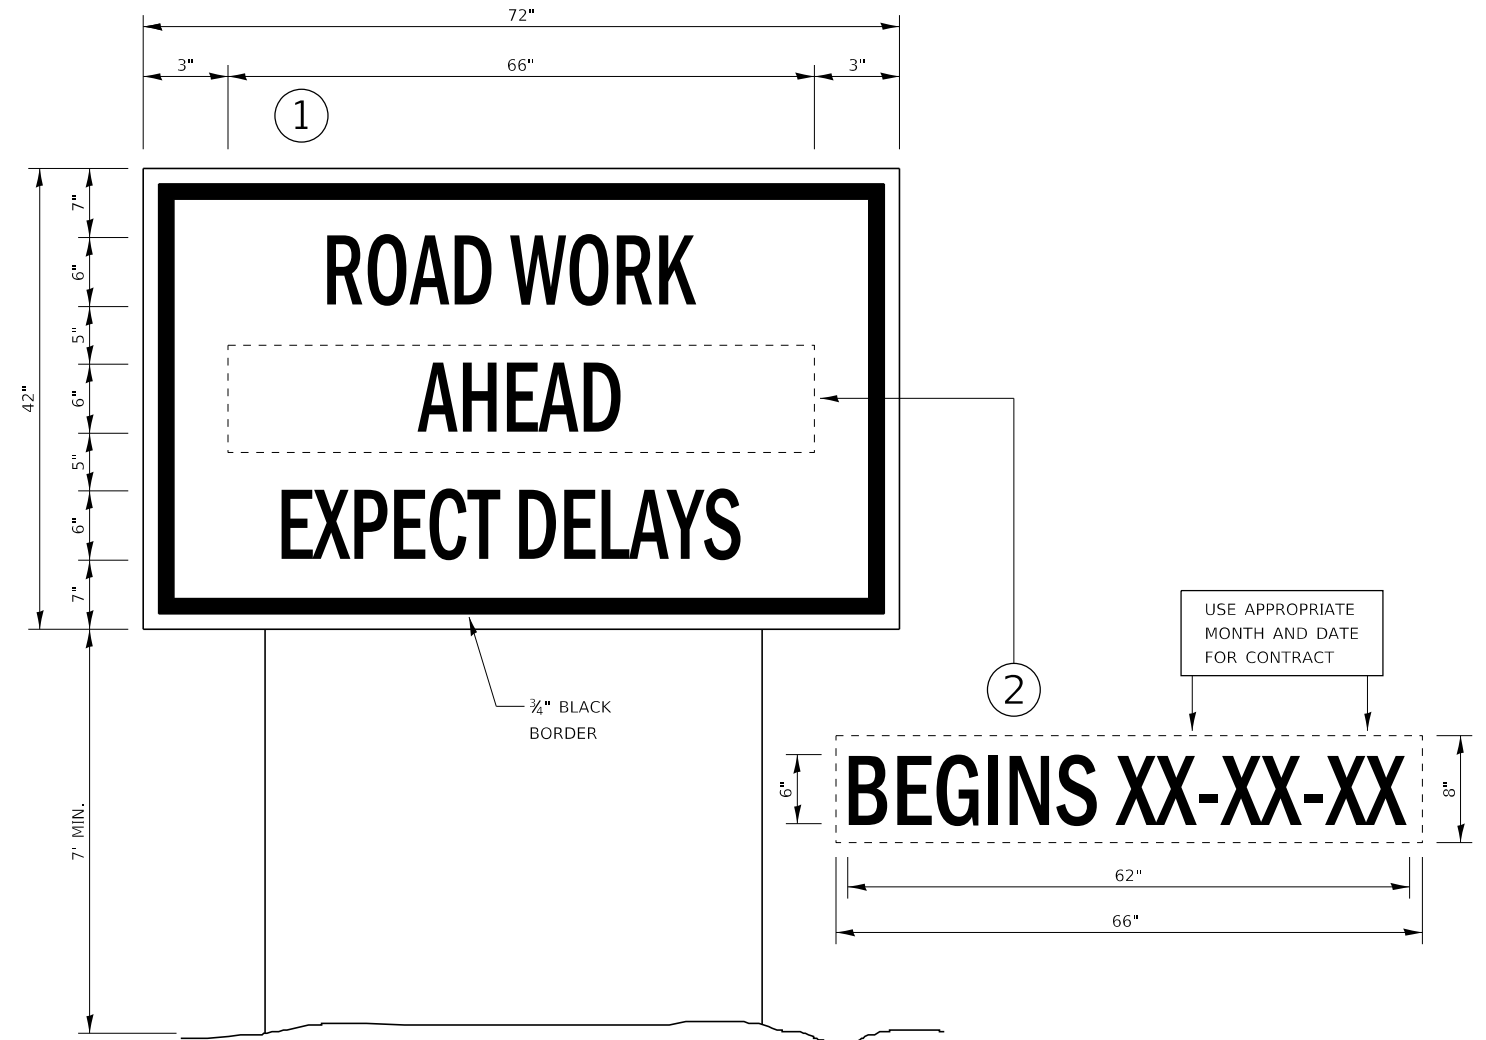 72"
3" 66" 3"
1
7"
6"
5"
6"
5"
6"
7"
42"
ROAD WORK
AHEAD
EXPECT DELAYS
¾" BLACK
BORDER
7' MIN.
2
USE APPROPRIATE
MONTH AND DATE
FOR CONTRACT
6"
BEGINS XX-XX-XX
8"
62"
66"